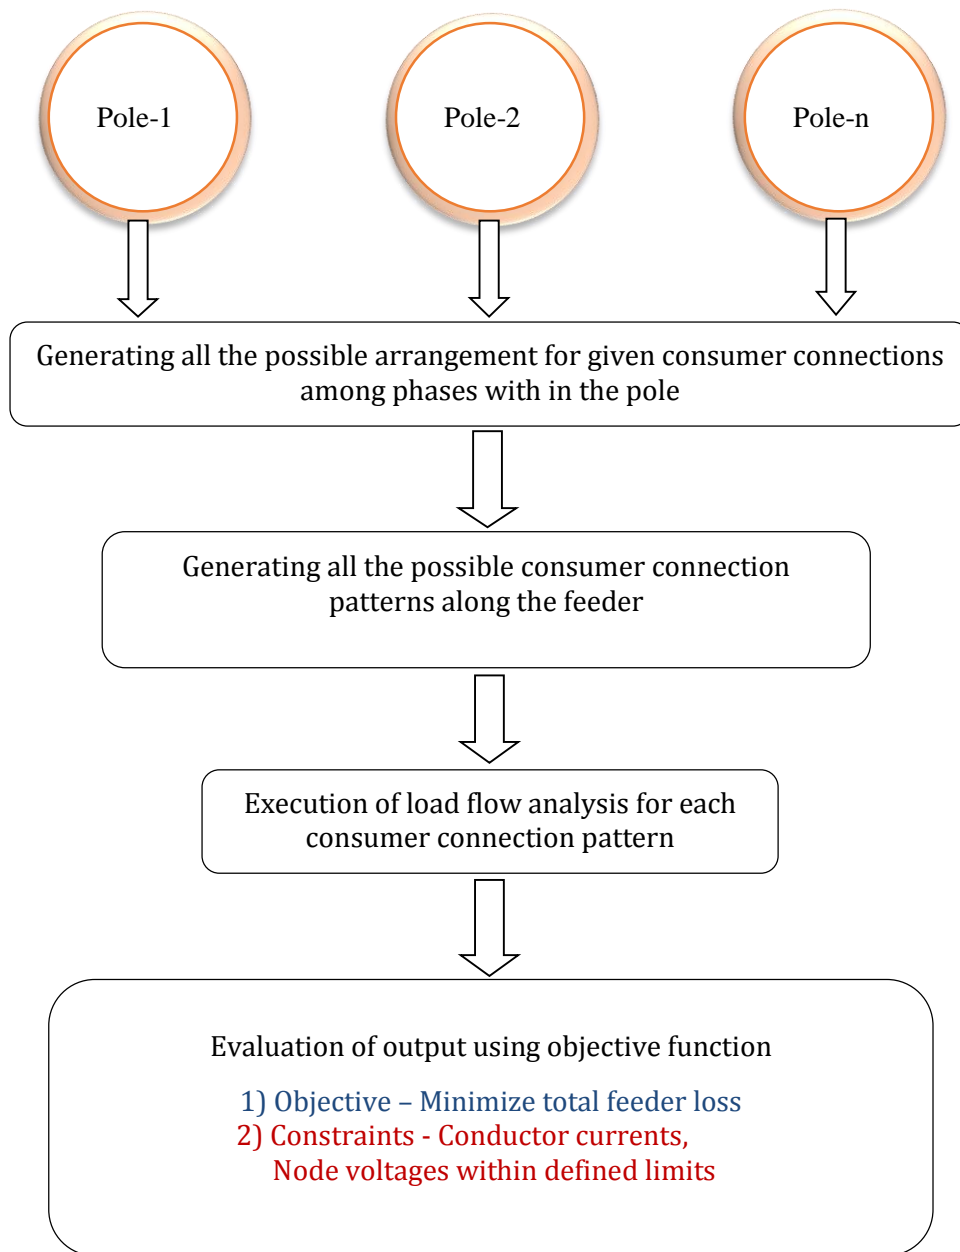 Pole-1
Pole-2
Pole-n
Generating all the possible arrangement for given consumer connections
among phases with in the pole
Generating all the possible consumer connection
patterns along the feeder
Execution of load flow analysis for each
consumer connection pattern
Evaluation of output using objective function
1) Objective – Minimize total feeder loss
2) Constraints - Conductor currents,
Node voltages within defined limits